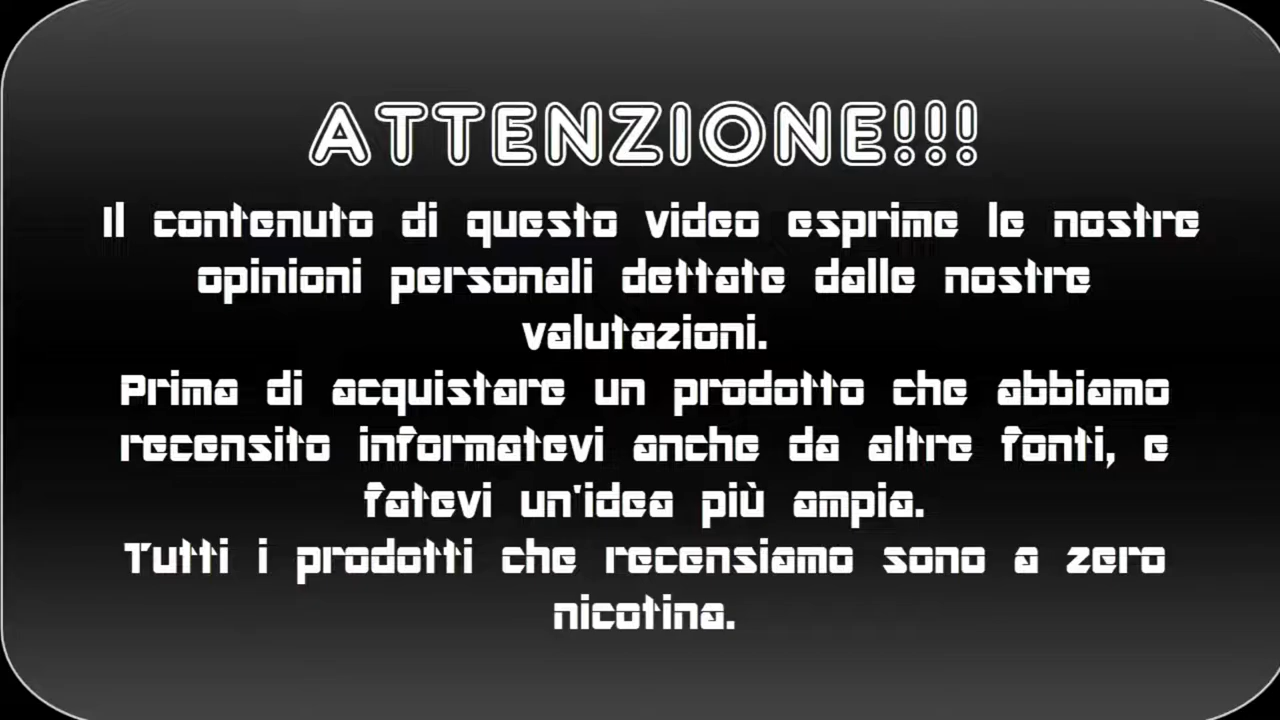 ATTENZIONE!!!
Il contenuto di questo video esprime le nostre
opinioni personali dettate dalle nostre
valutazioni.
Prima di acquistare un prodotto che abbiamo
recensito informatevi anche da altre fonti, e
fatevi un'idea più ampia.
Tutti i prodotti che recensiamo sono a zero
nicotina.